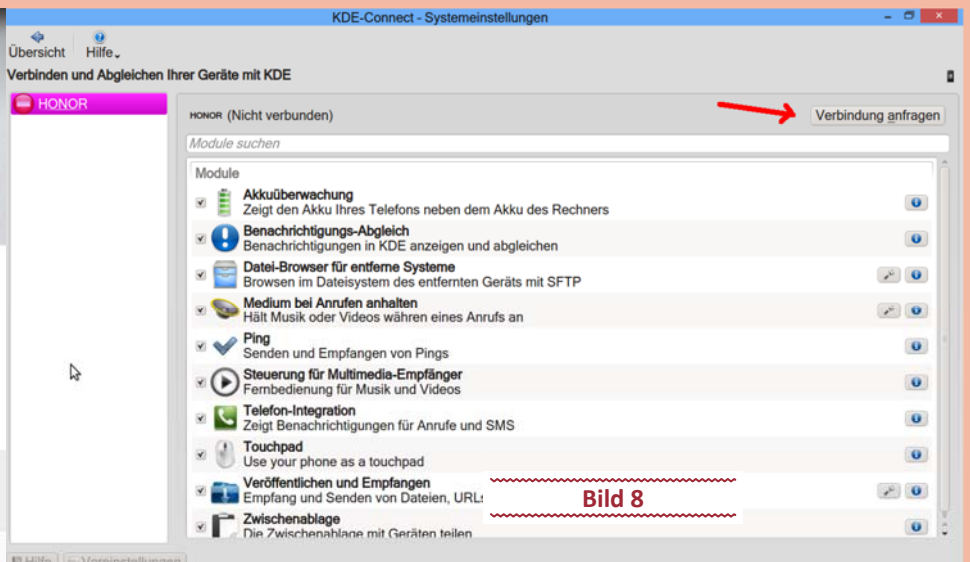 KDE-Connect - Systemeinstellungen
Übersicht Hilfe
Verbinden und Abgleichen Ihrer Geräte mit KDE
HONOR
HONOR (Nicht verbunden)
Verbindung anfragen
Module suchen
Module
Akkuüberwachung
Zeigt den Akku Ihres Telefons neben dem Akku des Rechners
Benachrichtigungs-Abgleich
Benachrichtigungen in KDE anzeigen und abgleichen
Datei-Browser für entferne Systeme
Browsen im Dateisystem des entfernten Geräts mit SFTP
Medium bei Anrufen anhalten
Hält Musik oder Videos währen eines Anrufs an
Ping
Senden und Empfangen von Pings
Steuerung für Multimedia-Empfänger
Fernbedienung für Musik und Videos
Telefon-Integration
Zeigt Benachrichtigungen für Anrufe und SMS
Touchpad
Use your phone as a touchpad
Veröffentlichen und Empfangen
Empfang und Senden von Dateien, URLs
Bild 8
Zwischenablage
Die Zwischenablage mit Geräten teilen
Hilfe Voreinstellungen